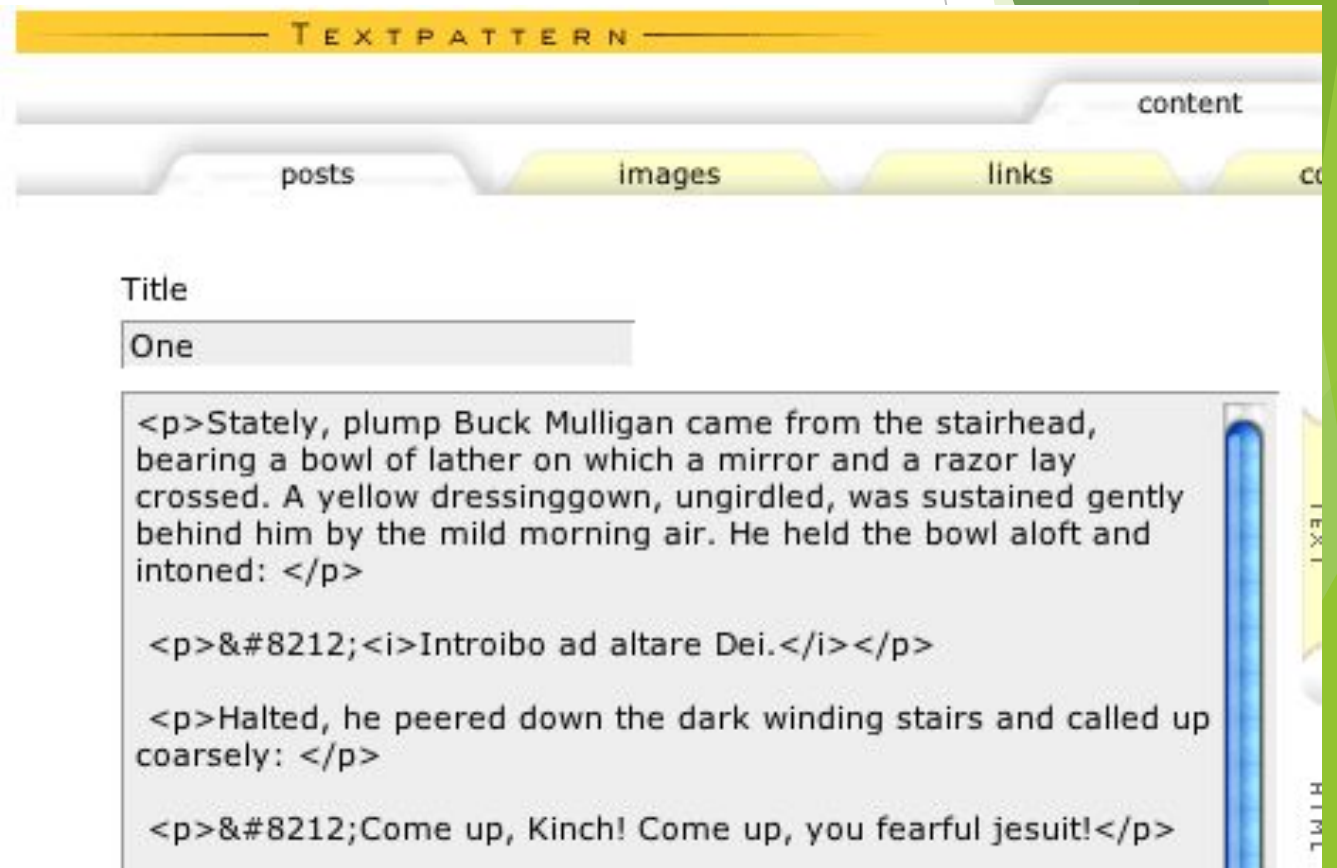 TEXTPATTERN
content
posts images links co
Title
One
<p>Stately, plump Buck Mulligan came from the stairhead,
bearing a bowl of lather on which a mirror and a razor lay
crossed. A yellow dressinggown, ungirdled, was sustained gently
behind him by the mild morning air. He held the bowl aloft and
intoned: </p>
<p>&#8212;<i>Introibo ad altare Dei.</i></p>
<p>Halted, he peered down the dark winding stairs and called up
coarsely: </p>
<p>&#8212;Come up, Kinch! Come up, you fearful jesuit!</p>
TEXT
HTML